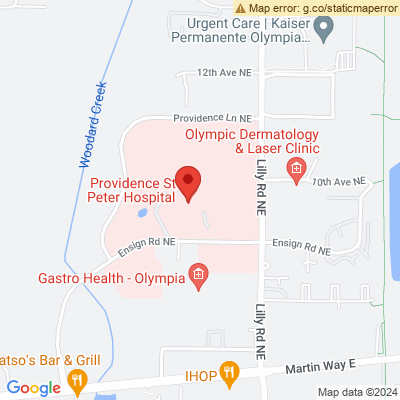 Map error: g.co/staticmaperror
Urgent Care | Kaiser
Permanente Olympia...
12th Ave NE
Woodard Creek
Providence Ln NE
Olympic Dermatology
& Laser Clinic
Lilly Rd NE
10th Ave NE
Providence St
Peter Hospital
Ensign Rd NE
Ensign Rd NE
Gastro Health - Olympia
Lilly Rd NE
atso's Bar & Grill
Martin Way E
IHOP
Google
Map data ©2024